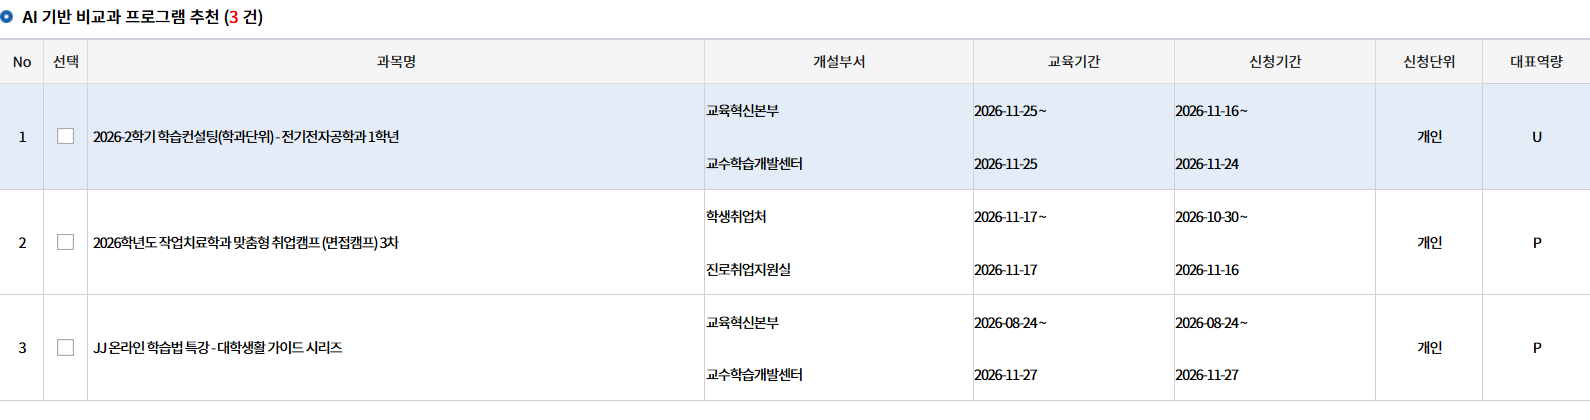 AI 기반 비교과 프로그램 추천 (3 건)
No 선택 과목명 개설부서 교육기간 신청기간 신청단위 대표역량
교육혁신본부 2026-11-25 ~ 2026-11-16 ~
1 2026-2학기 학습컨설팅(학과단위) - 전기전자공학과 1학년 개인 U
교수학습개발센터 2026-11-25 2026-11-24
학생취업처 2026-11-17 ~ 2026-10-30 ~
2 2026학년도 작업치료학과 맞춤형 취업캠프 (면접캠프) 3차 개인 P
진로취업지원실 2026-11-17 2026-11-16
교육혁신본부 2026-08-24 ~ 2026-08-24 ~
3 JJ 온라인 학습법 특강 - 대학생활 가이드 시리즈 개인 P
교수학습개발센터 2026-11-27 2026-11-27